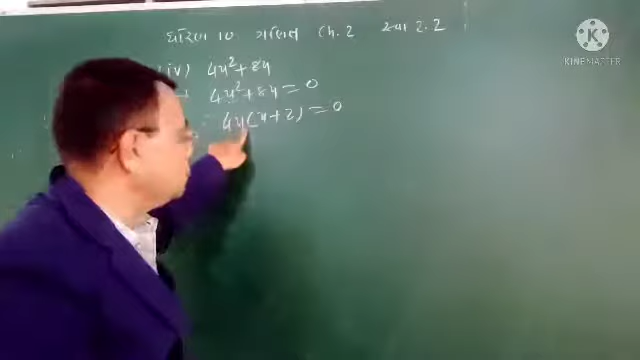 ધોરણ 10 ગણિત Ch. 2 સ્વા 2.2
iv) 4u² + 8u
4u² + 8u = 0
4u(u+2) = 0
KINEMASTER